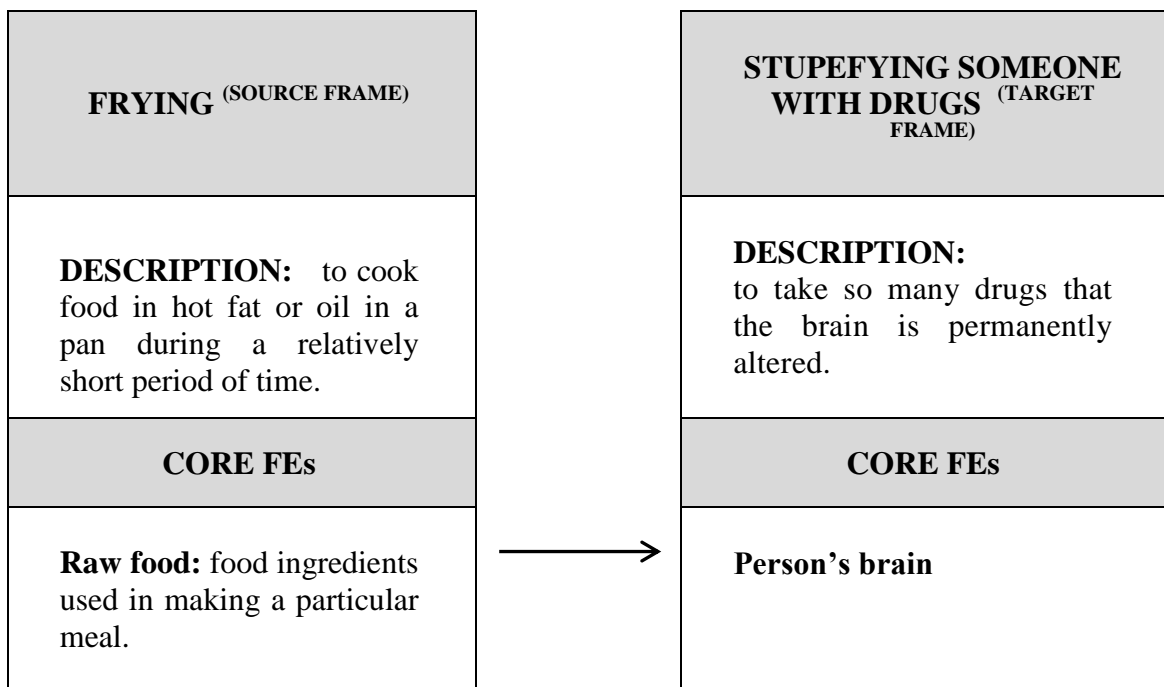 FRYING (SOURCE FRAME)
DESCRIPTION: to cook
food in hot fat or oil in a
pan during a relatively
short period of time.
CORE FEs
Raw food: food ingredients
used in making a particular
meal.
STUPEFYING SOMEONE
WITH DRUGS (TARGET
FRAME)
DESCRIPTION:
to take so many drugs that
the brain is permanently
altered.
CORE FEs
Person’s brain